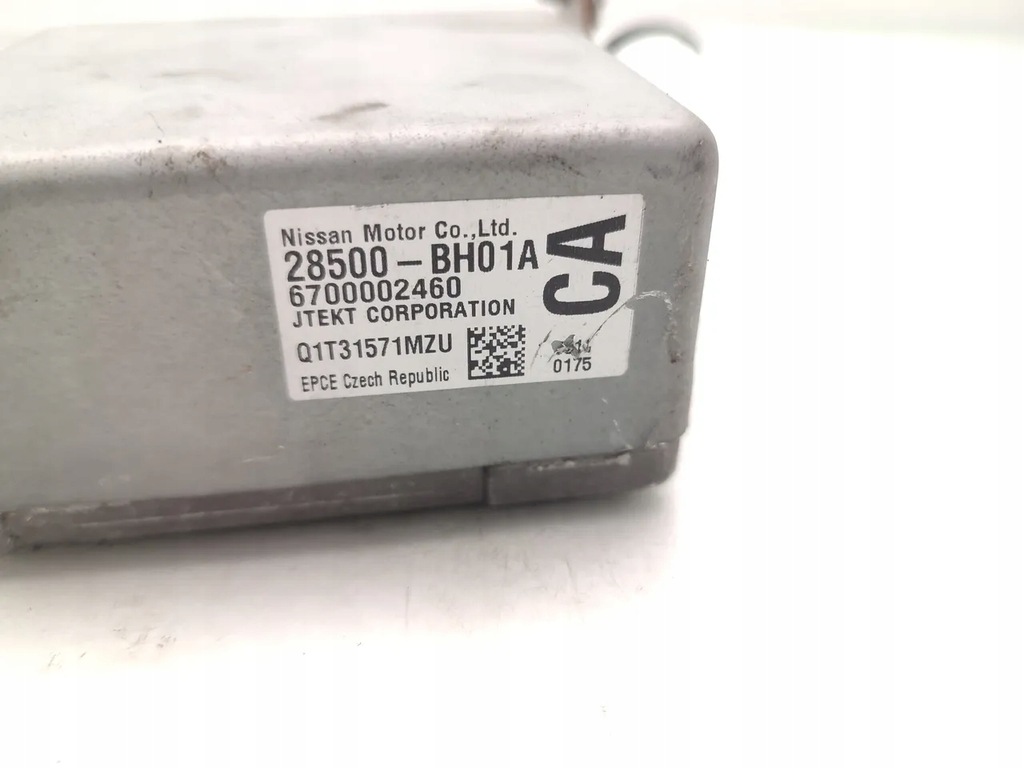 Nissan Motor Co.,Ltd.
28500-BH01A
CA
6700002460
JTEKT CORPORATION
Q1T31571MZU
0175
EPCE Czech Republic